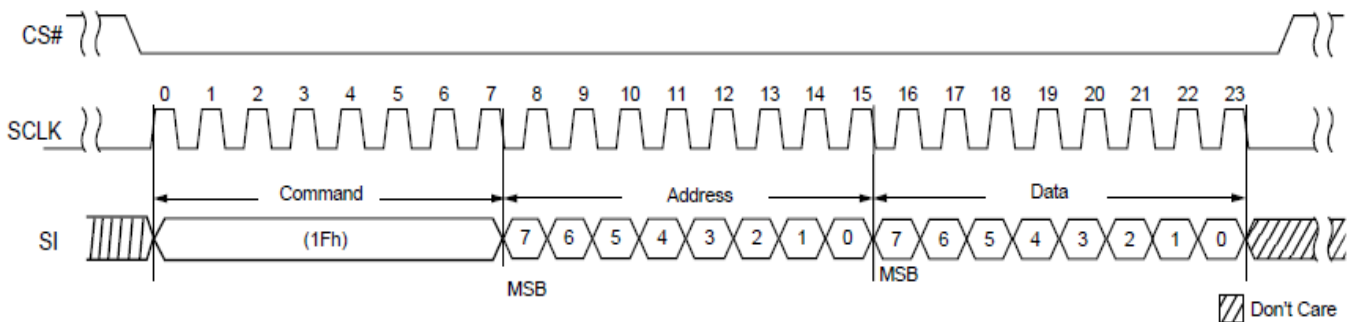 CS#
0 1 2 3 4 5 6 7 8 9 10 11 12 13 14 15 16 17 18 19 20 21 22 23
SCLK
Command Address Data
SI (1Fh) 7 6 5 4 3 2 1 0 7 6 5 4 3 2 1 0
MSB MSB
Don't Care